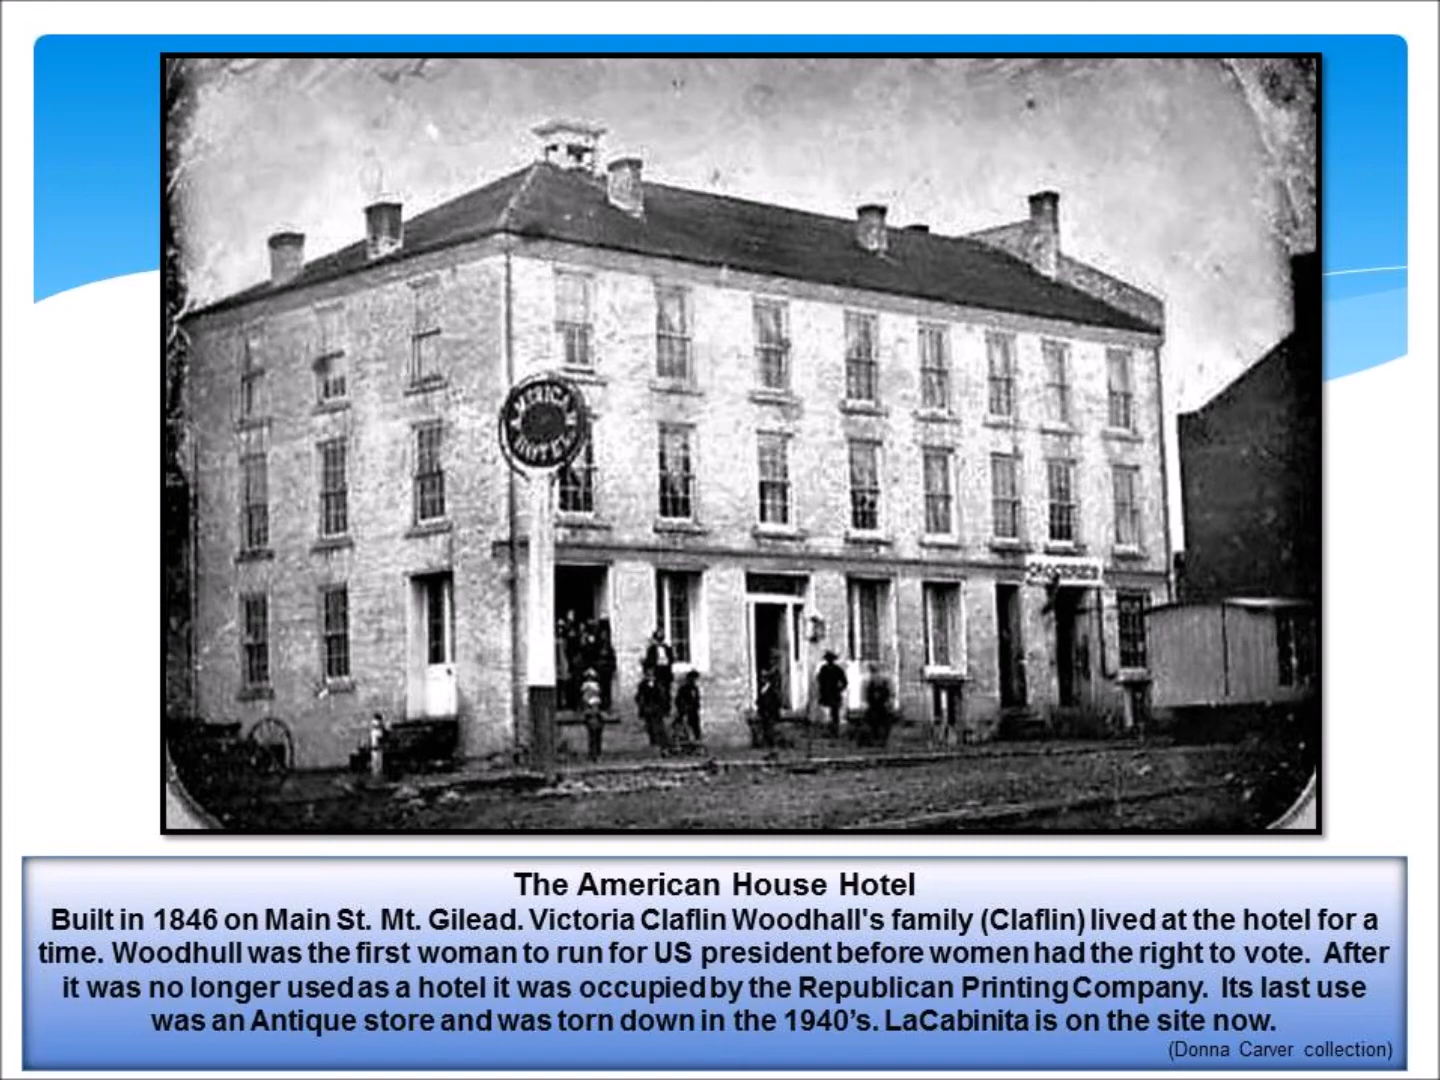 AMERICAN
HOTEL
GROCERIES
The American House Hotel
Built in 1846 on Main St. Mt. Gilead. Victoria Claflin Woodhall's family (Claflin) lived at the hotel for a
time. Woodhull was the first woman to run for US president before women had the right to vote. After
it was no longer used as a hotel it was occupied by the Republican Printing Company. Its last use
was an Antique store and was torn down in the 1940's. LaCabinita is on the site now.
(Donna Carver collection)